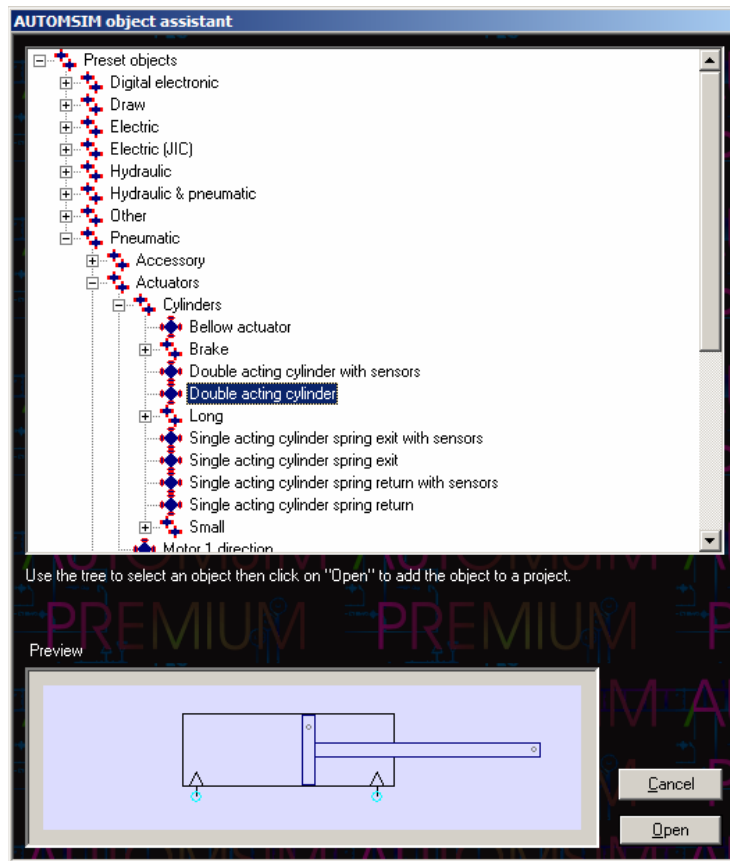 AUTOMSIM object assistant
Preset objects
Digital electronic
Draw
Electric
Electric (JIC)
Hydraulic
Hydraulic & pneumatic
Other
Pneumatic
Accessory
Actuators
Cylinders
Bellow actuator
Brake
Double acting cylinder with sensors
Double acting cylinder
Long
Single acting cylinder spring exit with sensors
Single acting cylinder spring exit
Single acting cylinder spring return with sensors
Single acting cylinder spring return
Small
Motor 1 direction
Use the tree to select an object then click on "Open" to add the object to a project.
PREMIUM PREMIUM
Preview
Cancel
Open